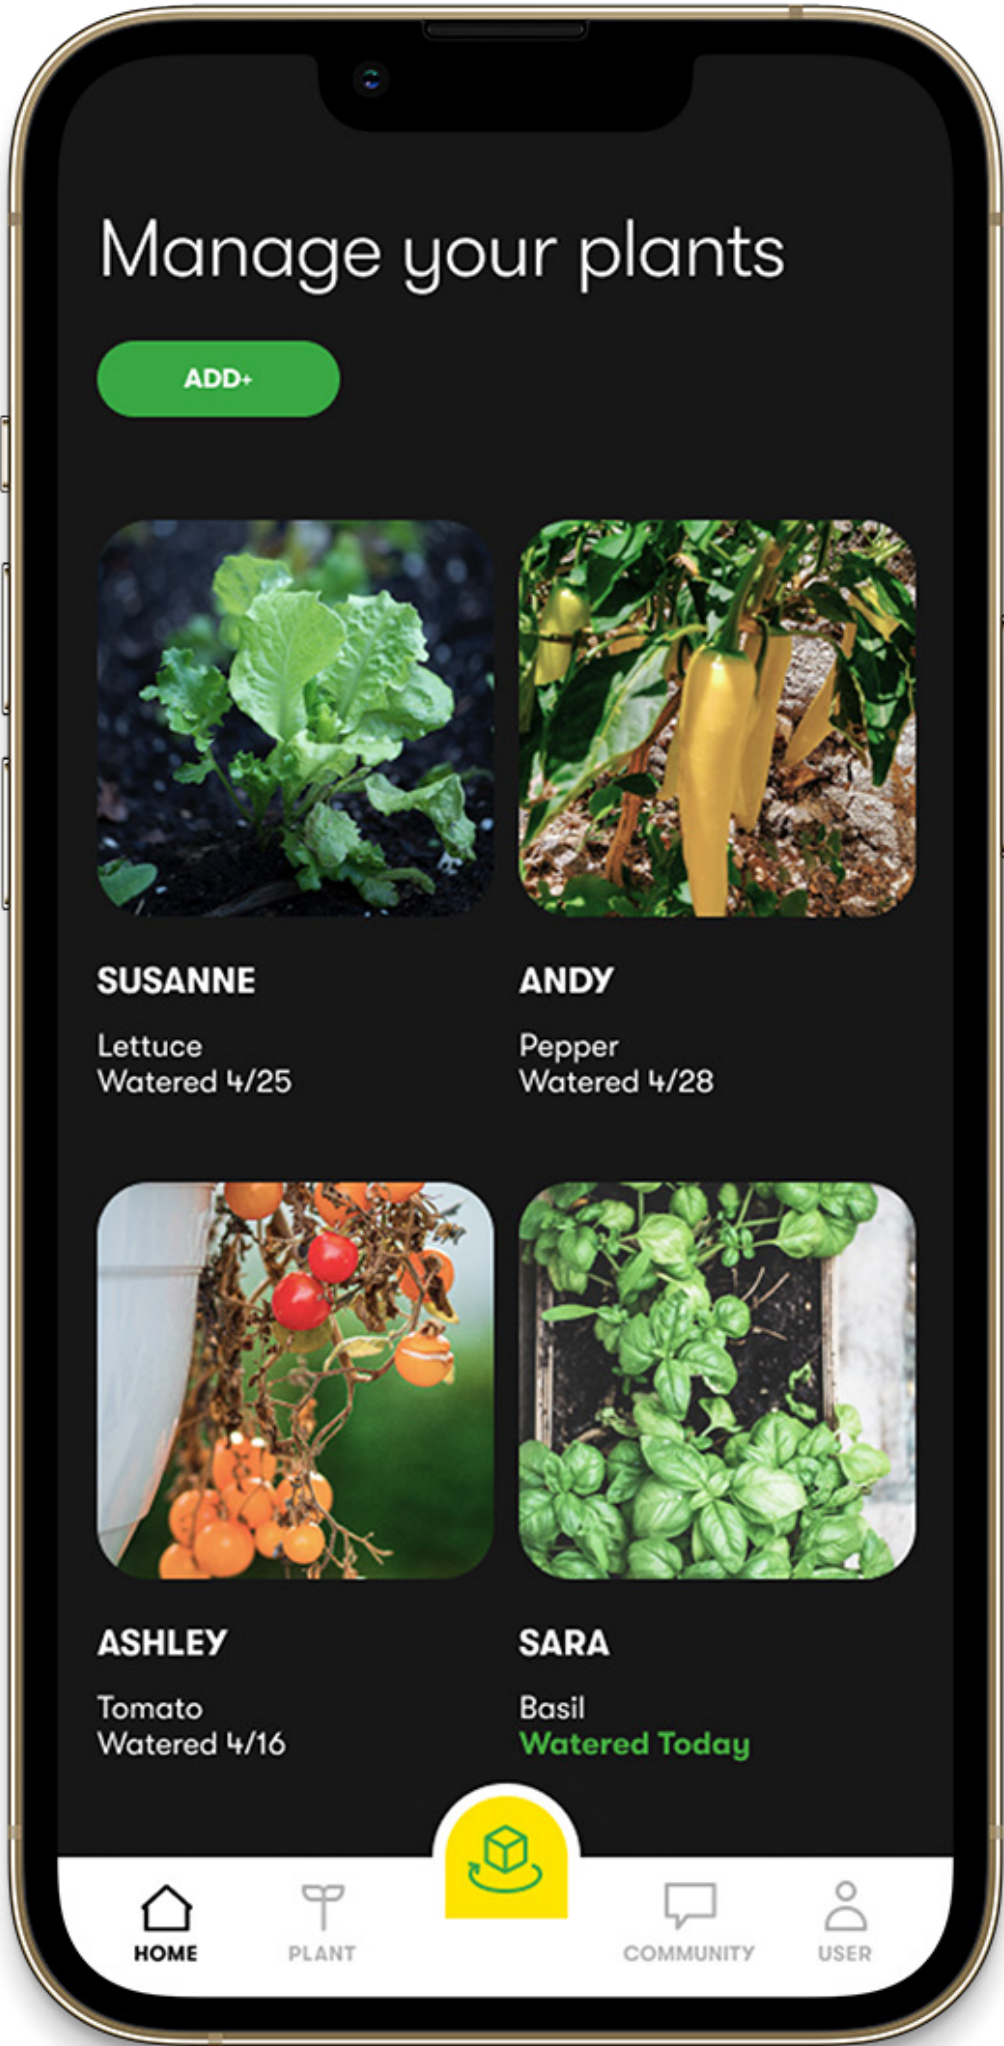 Manage your plants
ADD+
SUSANNE
Lettuce
Watered 4/25
ANDY
Pepper
Watered 4/28
ASHLEY
Tomato
Watered 4/16
SARA
Basil
Watered Today
HOME
PLANT
COMMUNITY
USER